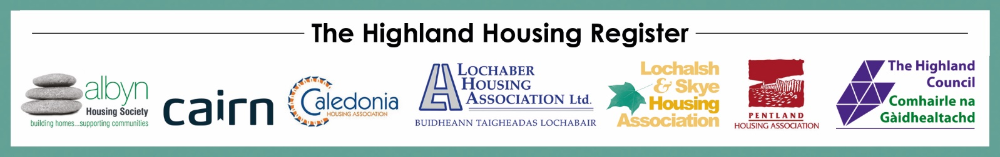 The Highland Housing Register
albyn
Housing Society
building homes...supporting communities
cairn
Caledonia
HOUSING ASSOCIATION
LOCHABER
HOUSING
ASSOCIATION Ltd.
BUIDHEANN TAIGHEADAS LOCHABAIR
Lochalsh
& Skye
Housing
Association
PENTLAND
HOUSING ASSOCIATION
The Highland
Council
Comhairle na
Gàidhealtachd